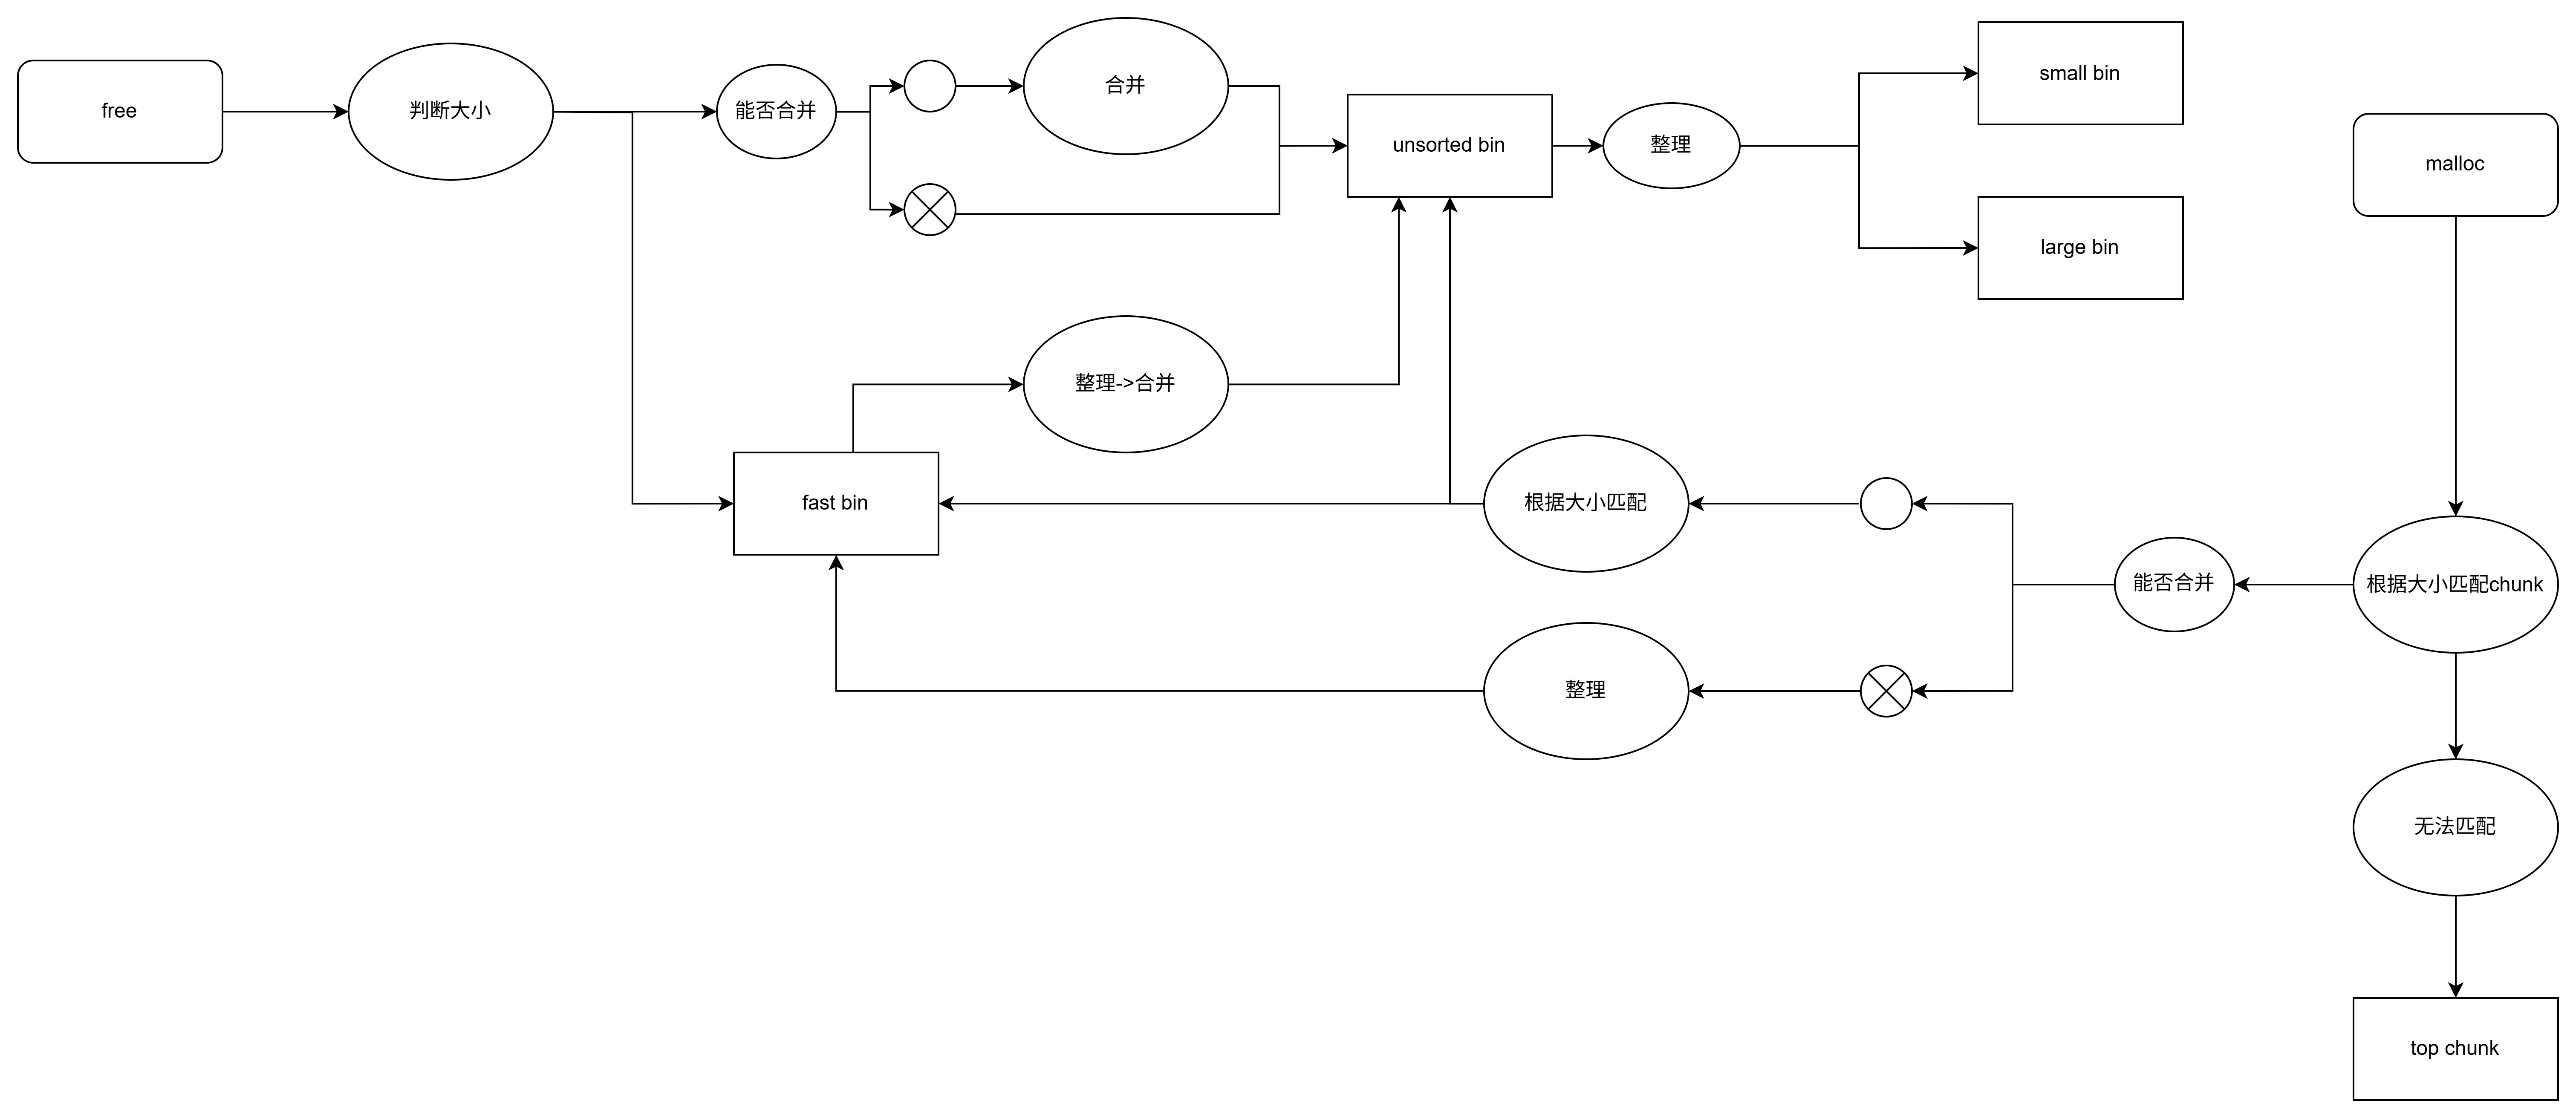 free
判断大小
能否合并
合并
unsorted bin
整理
small bin
large bin
malloc
整理->合并
fast bin
根据大小匹配
能否合并
根据大小匹配chunk
整理
无法匹配
top chunk